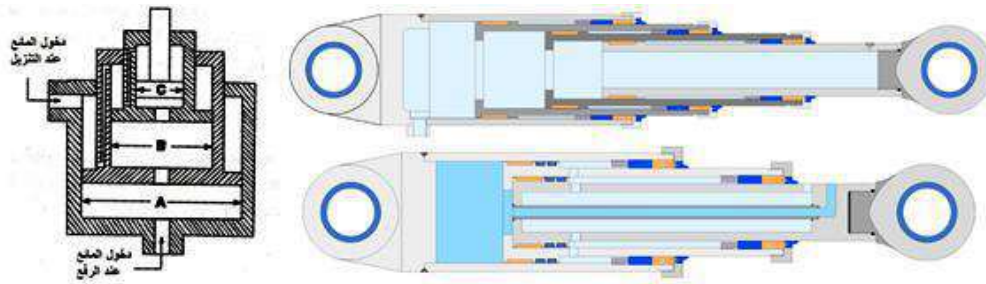 دخول المائع
عند التنزيل
C
B
A
دخول المائع
عند الرفع